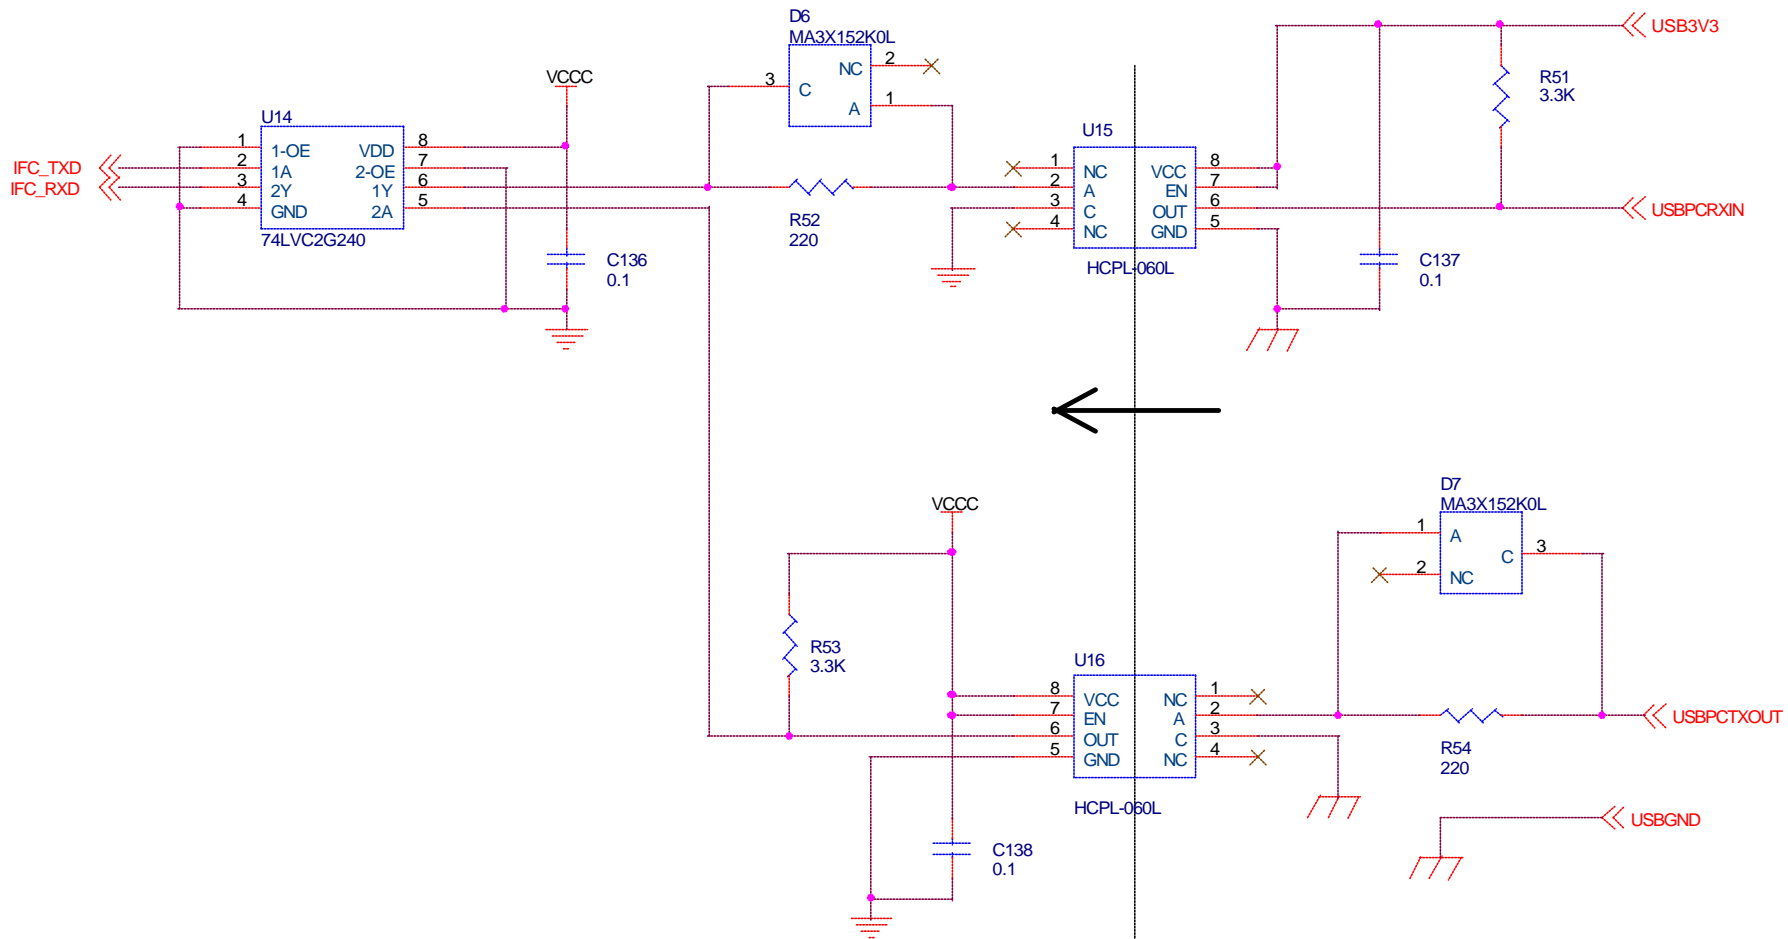 D6
MA3X152K0L
NC 2
3 C
A 1
VCCC
U14
1 1-OE VDD 8
IFC_TXD 2 1A 2-OE 7
IFC_RXD 3 2Y 1Y 6
4 GND 2A 5
74LVC2G240
R52
220
C136
0.1
U15
1 NC VCC 8
2 A EN 7
3 C OUT 6
4 NC GND 5
HCPL-060L
USB3V3
R51
3.3K
USBPCRXIN
C137
0.1
VCCC
D7
MA3X152K0L
1 A
C 3
2 NC
R53
3.3K
U16
8 VCC NC 1
7 EN A 2
6 OUT C 3
5 GND NC 4
HCPL-060L
USBPCTXOUT
R54
220
USBGND
C138
0.1